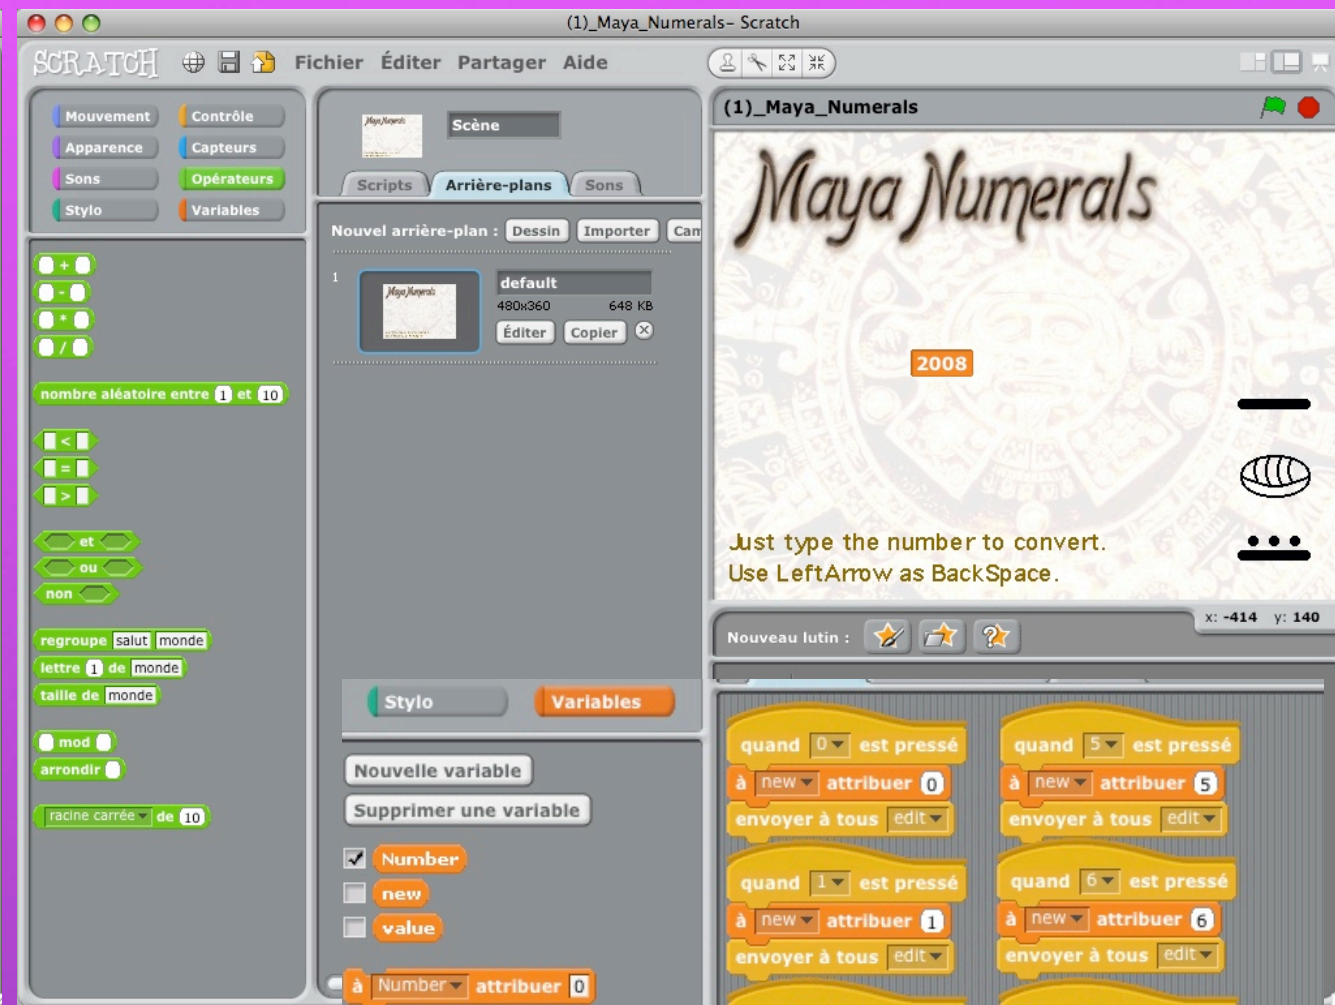 (1)_Maya_Numerals- Scratch
SCRATCH Fichier Éditer Partager Aide
Mouvement Contrôle
Apparence Capteurs
Sons Opérateurs
Stylo Variables
+
-
*
/
nombre aléatoire entre 1 et 10
<
=
>
et
ou
non
regroupe salut monde
lettre 1 de monde
taille de monde
mod
arrondir
racine carrée de 10
Maya Numerals
Scène
Scripts Arrière-plans Sons
Nouvel arrière-plan : Dessin Importer Cam
1
Maya Numerals
default
480x360 648 KB
Éditer Copier
(1)_Maya_Numerals
Maya Numerals
2008
Just type the number to convert.
Use LeftArrow as BackSpace.
x: -414 y: 140
Nouveau lutin :
Stylo Variables
Nouvelle variable
Supprimer une variable
Number
new
value
à Number attribuer 0
quand 0 est pressé
à new attribuer 0
envoyer à tous edit
quand 1 est pressé
à new attribuer 1
envoyer à tous edit
quand 5 est pressé
à new attribuer 5
envoyer à tous edit
quand 6 est pressé
à new attribuer 6
envoyer à tous edit